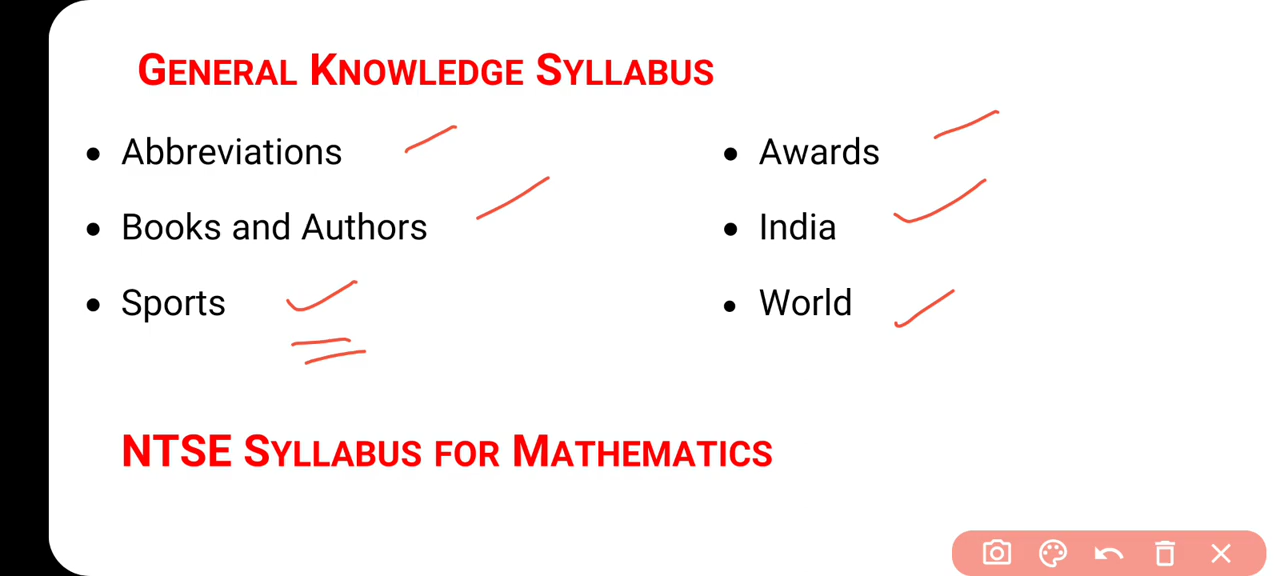 GENERAL KNOWLEDGE SYLLABUS
• Abbreviations
• Books and Authors
• Sports
• Awards
• India
• World
NTSE SYLLABUS FOR MATHEMATICS